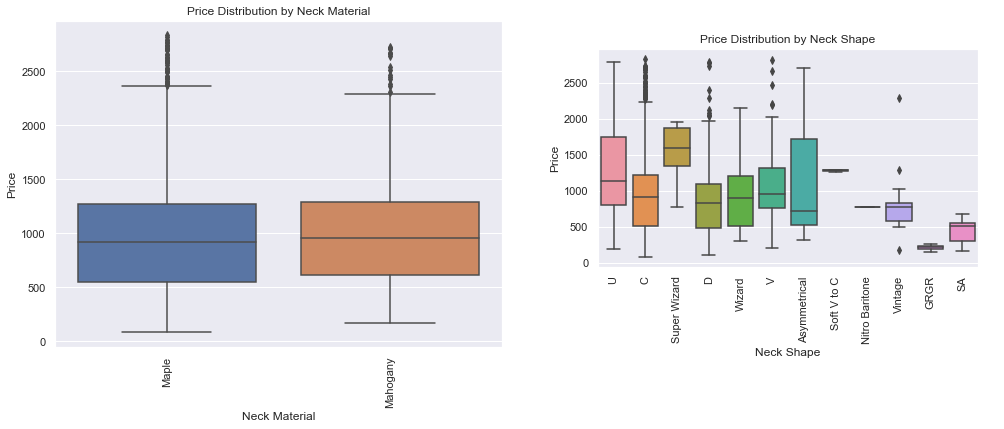 Price Distribution by Neck Material
Price
2500
2000
1500
1000
500
0
Maple
Mahogany
Neck Material
Price Distribution by Neck Shape
Price
2500
2000
1500
1000
500
0
U
C
Super Wizard
D
Wizard
V
Asymmetrical
Soft V to C
Nitro Baritone
Vintage
GRGR
SA
Neck Shape